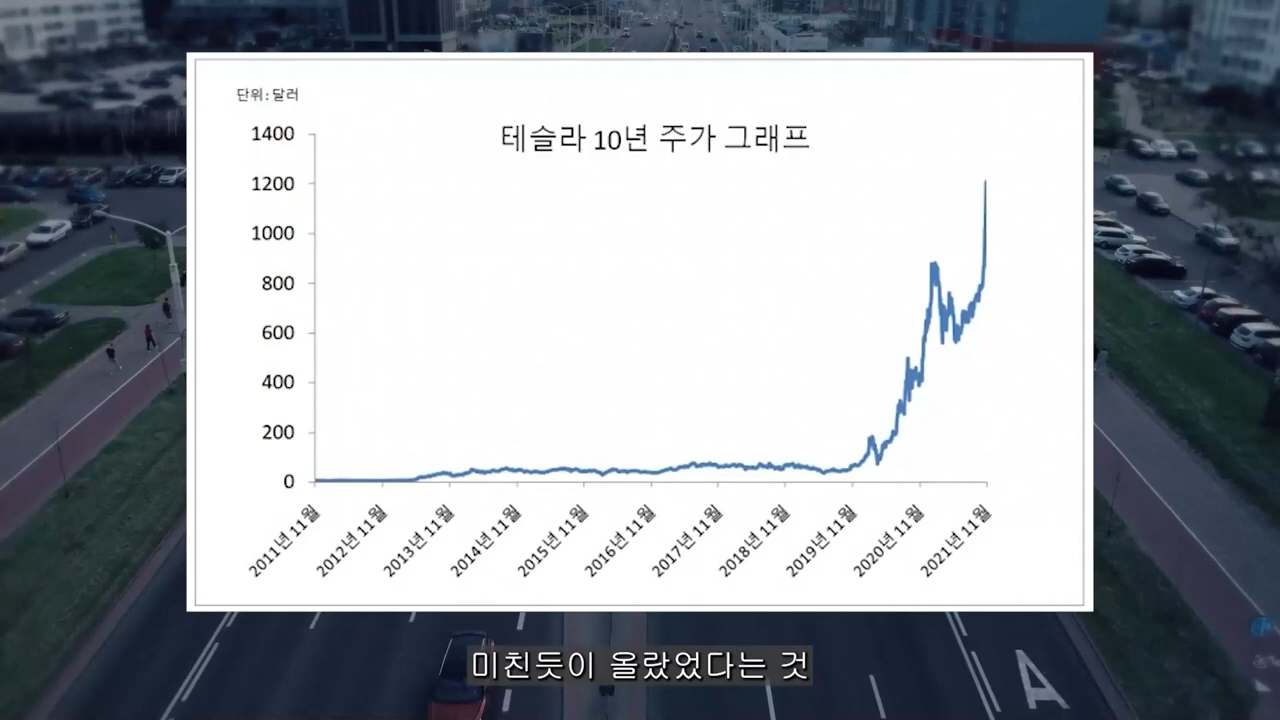 단위:달러
테슬라 10년 주가 그래프
1400
1200
1000
800
600
400
200
0
2011년 11월
2012년 11월
2013년 11월
2014년 11월
2015년 11월
2016년 11월
2017년 11월
2018년 11월
2019년 11월
2020년 11월
2021년 11월
미친듯이 올랐었다는 것
A